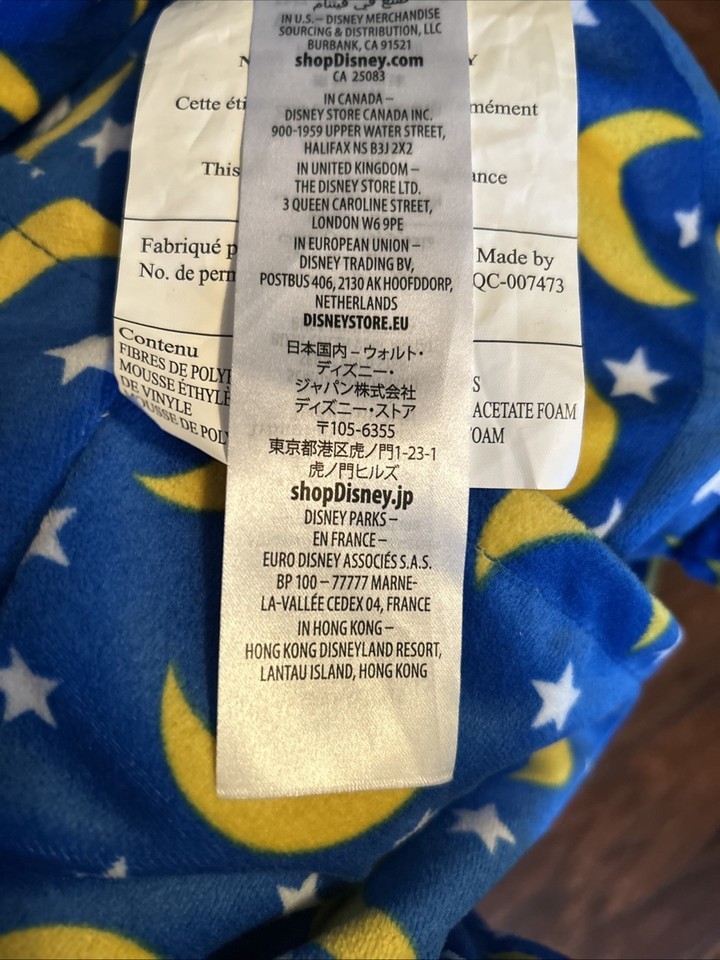 صنع في فيتنام
IN U.S.– DISNEY MERCHANDISE
SOURCING & DISTRIBUTION, LLC
BURBANK, CA 91521
shopDisney.com
CA 25083
IN CANADA –
DISNEY STORE CANADA INC.
900-1959 UPPER WATER STREET,
HALIFAX NS B3J 2X2
IN UNITED KINGDOM –
THE DISNEY STORE LTD.
3 QUEEN CAROLINE STREET,
LONDON W6 9PE
IN EUROPEAN UNION –
DISNEY TRADING BV,
POSTBUS 406, 2130 AK HOOFDDORP,
NETHERLANDS
DISNEYSTORE.EU
日本国内 – ウォルト・
ディズニー・
ジャパン株式会社
ディズニー・ストア
〒105-6355
東京都港区虎ノ門1-23-1
虎ノ門ヒルズ
shopDisney.jp
DISNEY PARKS –
EN FRANCE –
EURO DISNEY ASSOCIÉS S.A.S.
BP 100 – 77777 MARNE-
LA-VALLÉE CEDEX 04, FRANCE
IN HONG KONG –
HONG KONG DISNEYLAND RESORT,
LANTAU ISLAND, HONG KONG
N Y
Cette éti mément
This ance
Fabriqué p Made by
No. de perm QC-007473
Contenu
FIBRES DE POLY S
MOUSSE ÉTHYLÈ ACETATE FOAM
DE VINYLE OAM
MOUSSE DE POL